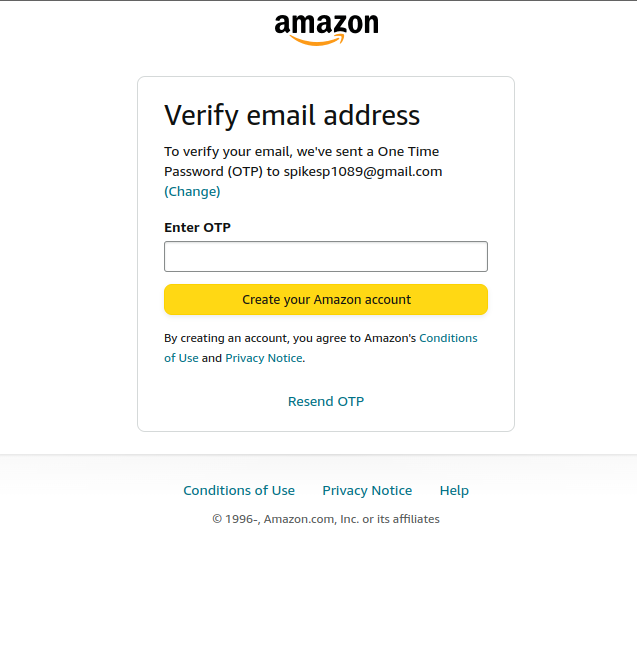 amazon
Verify email address
To verify your email, we've sent a One Time
Password (OTP) to spikesp1089@gmail.com
(Change)
Enter OTP
Create your Amazon account
By creating an account, you agree to Amazon's Conditions
of Use and Privacy Notice.
Resend OTP
Conditions of Use Privacy Notice Help
© 1996-, Amazon.com, Inc. or its affiliates